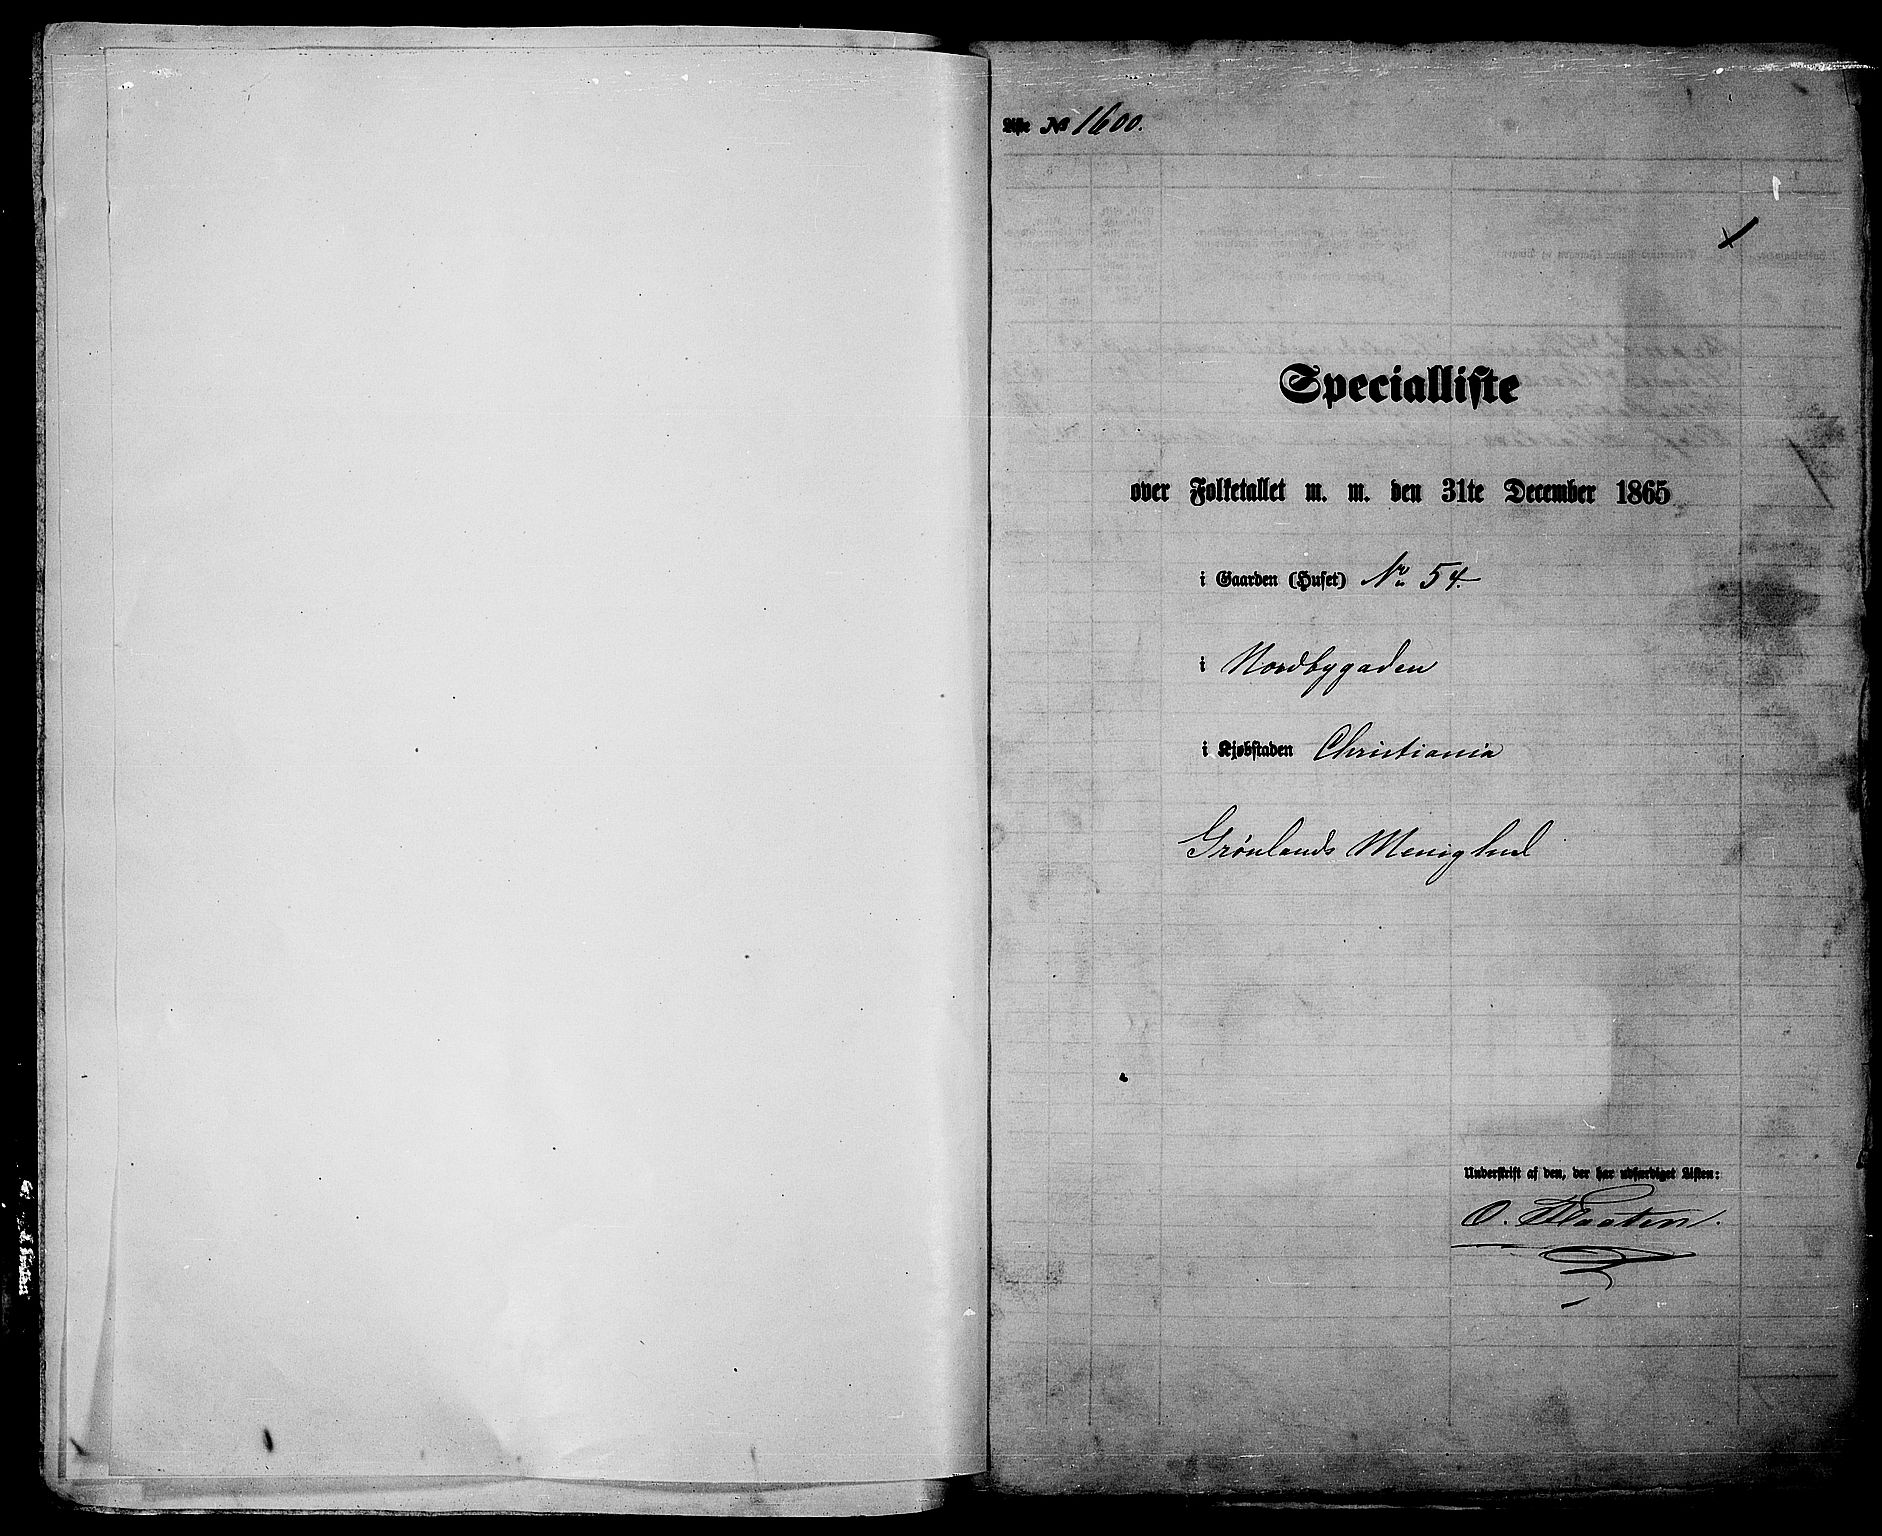 Liste № 1600.
Specialliste
over Folketallet m. m. den 31te December 1865
i Gaarden (Huset) No 54.
i Nordbygaden
i Kjøbstaden Christiania
Grønlands Menighed
Underskrift af den, der har udfærdiget Listen:
O.